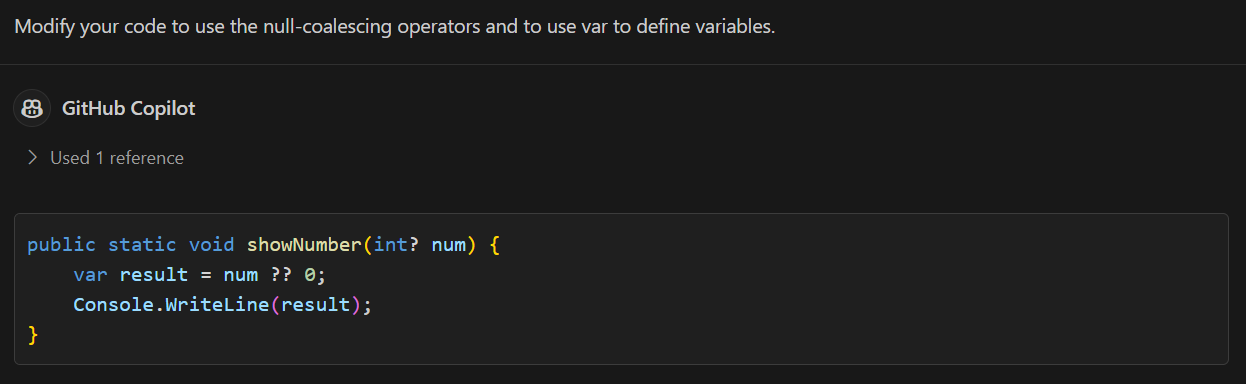 Modify your code to use the null-coalescing operators and to use var to define variables.
GitHub Copilot
Used 1 reference
public static void showNumber(int? num) {
    var result = num ?? 0;
    Console.WriteLine(result);
}